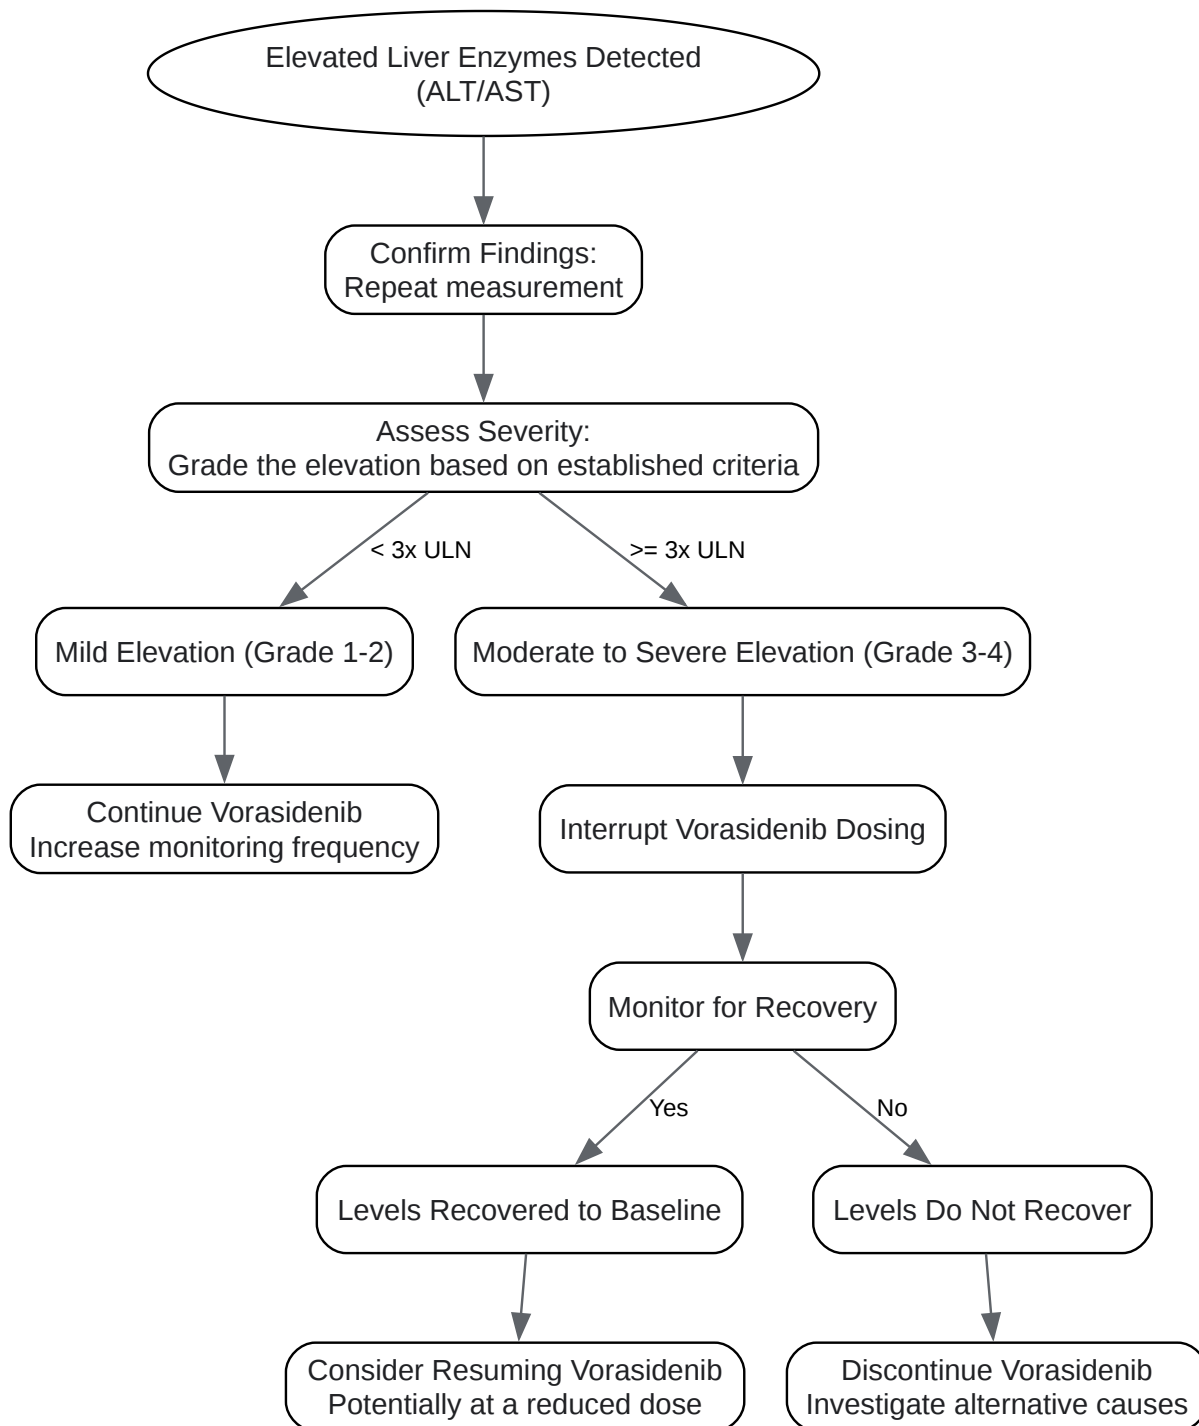 Elevated Liver Enzymes Detected
(ALT/AST)
Confirm Findings:
Repeat measurement
Assess Severity:
Grade the elevation based on established criteria
< 3x ULN
>= 3x ULN
Mild Elevation (Grade 1-2)
Moderate to Severe Elevation (Grade 3-4)
Continue Vorasidenib
Increase monitoring frequency
Interrupt Vorasidenib Dosing
Monitor for Recovery
Yes
No
Levels Recovered to Baseline
Levels Do Not Recover
Consider Resuming Vorasidenib
Potentially at a reduced dose
Discontinue Vorasidenib
Investigate alternative causes